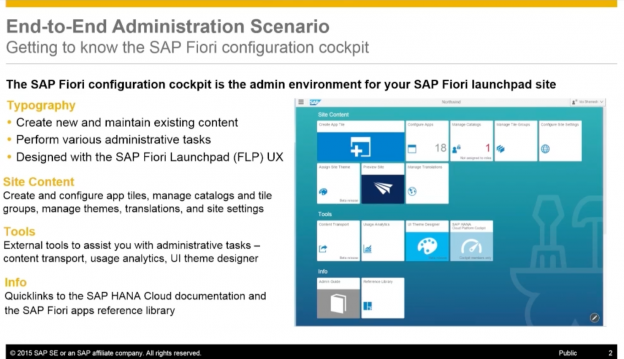 End-to-End Administration Scenario
Getting to know the SAP Fiori configuration cockpit
The SAP Fiori configuration cockpit is the admin environment for your SAP Fiori launchpad site
Typography
• Create new and maintain existing content
• Perform various administrative tasks
• Designed with the SAP Fiori Launchpad (FLP) UX
Site Content
Create and configure app tiles, manage catalogs and tile
groups, manage themes, translations, and site settings
Tools
External tools to assist you with administrative tasks –
content transport, usage analytics, UI theme designer
Info
Quicklinks to the SAP HANA Cloud documentation and
the SAP Fiori apps reference library
SAP
Site Content
Create App Tile
Configure Apps
Manage Catalogs
Manage Tile Groups
Configure Site Settings
18
1
Assign Site Theme
Preview Site
Manage Translations
Tools
Content Transport
Usage Analytics
UI Theme Designer
Info
Admin Guide
Reference Library
© 2015 SAP SE or an SAP affiliate company. All rights reserved.
Public
2